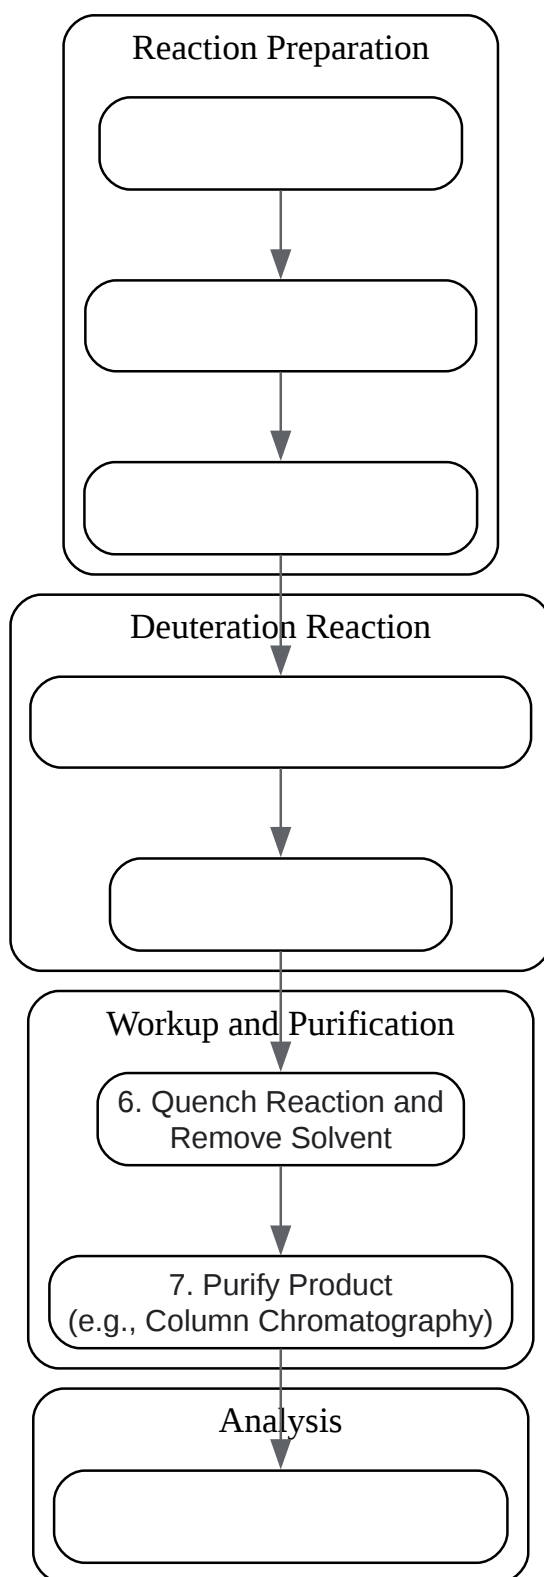 Reaction Preparation
Deuteration Reaction
Workup and Purification
6. Quench Reaction and
Remove Solvent
7. Purify Product
(e.g., Column Chromatography)
Analysis